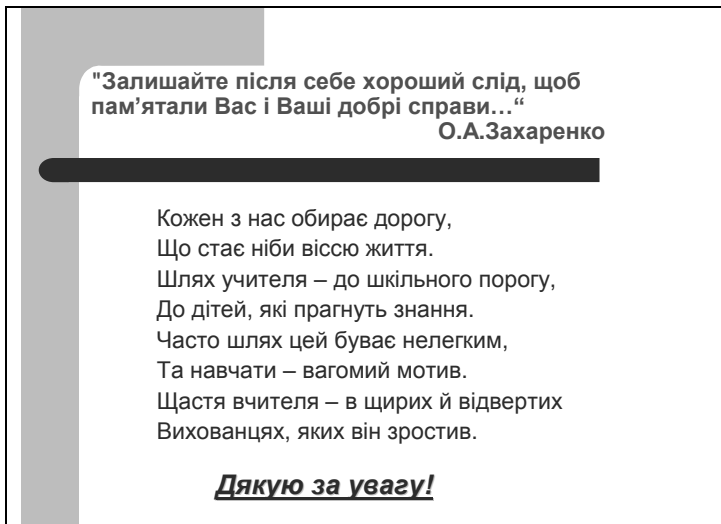 "Залишайте після себе хороший слід, щоб
пам’ятали Вас і Ваші добрі справи…“
О.А.Захаренко
Кожен з нас обирає дорогу,
Що стає ніби віссю життя.
Шлях учителя – до шкільного порогу,
До дітей, які прагнуть знання.
Часто шлях цей буває нелегким,
Та навчати – вагомий мотив.
Щастя вчителя – в щирих й відвертих
Вихованцях, яких він зростив.
Дякую за увагу!